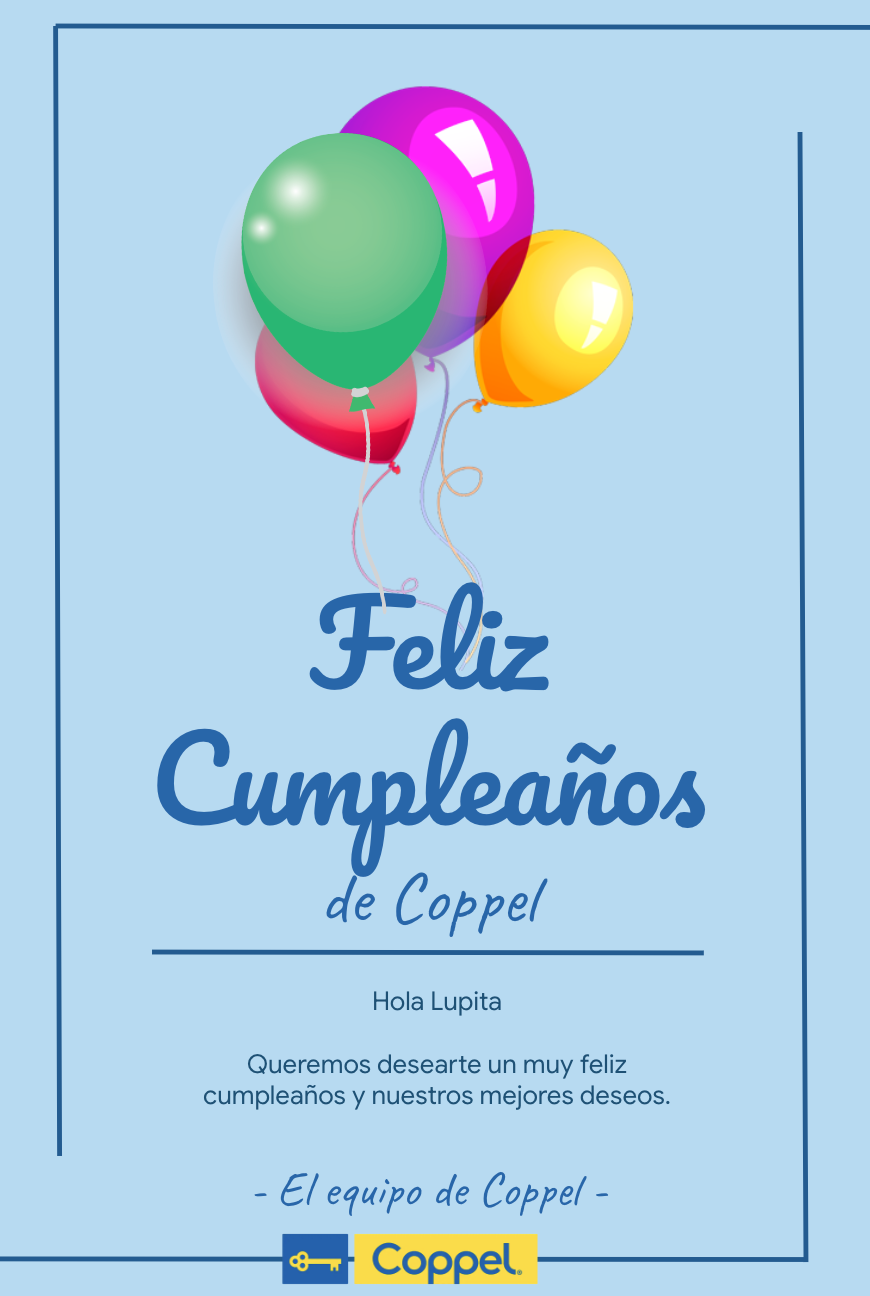 Feliz
Cumpleaños
de Coppel
Hola Lupita
Queremos desearte un muy feliz
cumpleaños y nuestros mejores deseos.
- El equipo de Coppel -
Coppel®